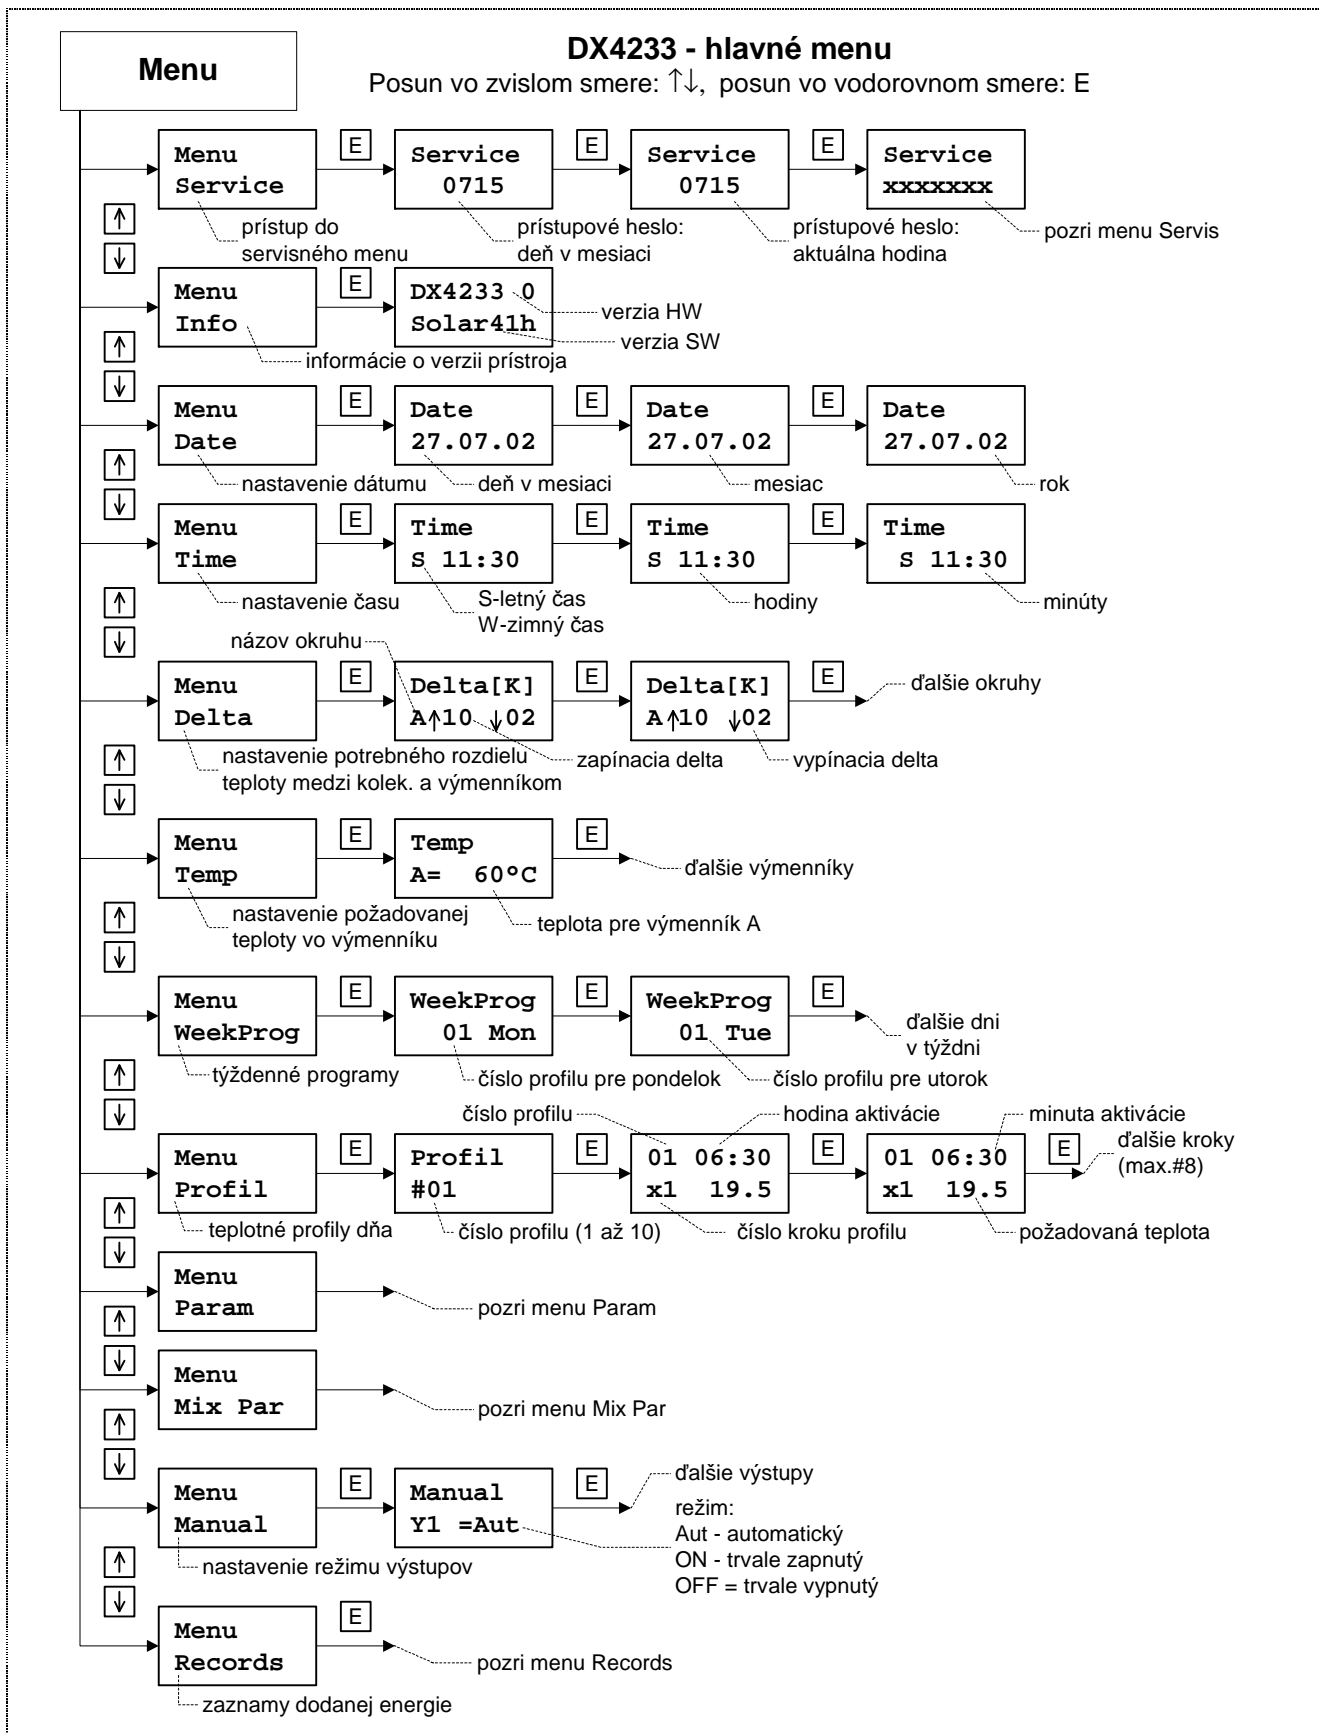 Menu
DX4233 - hlavné menu
Posun vo zvislom smere: ↑↓, posun vo vodorovnom smere: E
Menu
Service
E
Service
0715
E
Service
0715
E
Service
xxxxxxx
↑
↓
prístup do
servisného menu
prístupové heslo:
deň v mesiaci
prístupové heslo:
aktuálna hodina
pozri menu Servis
Menu
Info
E
DX4233 0
Solar41h
verzia HW
verzia SW
informácie o verzii prístroja
↑
↓
Menu
Date
E
Date
27.07.02
E
Date
27.07.02
E
Date
27.07.02
↑
↓
nastavenie dátumu
deň v mesiaci
mesiac
rok
Menu
Time
E
Time
S 11:30
E
Time
S 11:30
E
Time
S 11:30
↑
↓
nastavenie času
S-letný čas
W-zimný čas
hodiny
minúty
názov okruhu
Menu
Delta
E
Delta[K]
A↑10 ↓02
E
Delta[K]
A↑10 ↓02
E
ďalšie okruhy
↑
↓
nastavenie potrebného rozdielu
teploty medzi kolek. a výmenníkom
zapínacia delta
vypínacia delta
Menu
Temp
E
Temp
A= 60°C
E
ďalšie výmenníky
↑
↓
nastavenie požadovanej
teploty vo výmenníku
teplota pre výmenník A
Menu
WeekProg
E
WeekProg
01 Mon
E
WeekProg
01 Tue
E
ďalšie dni
v týždni
↑
↓
týždenné programy
číslo profilu pre pondelok
číslo profilu pre utorok
číslo profilu
hodina aktivácie
minuta aktivácie
Menu
Profil
E
Profil
#01
E
01 06:30
x1 19.5
E
01 06:30
x1 19.5
E
ďalšie kroky
(max.#8)
↑
↓
teplotné profily dňa
číslo profilu (1 až 10)
číslo kroku profilu
požadovaná teplota
Menu
Param
pozri menu Param
↑
↓
Menu
Mix Par
pozri menu Mix Par
↑
↓
Menu
Manual
E
Manual
Y1 =Aut
E
ďalšie výstupy
režim:
Aut - automatický
ON - trvale zapnutý
OFF = trvale vypnutý
nastavenie režimu výstupov
↑
↓
Menu
Records
E
pozri menu Records
zaznamy dodanej energie